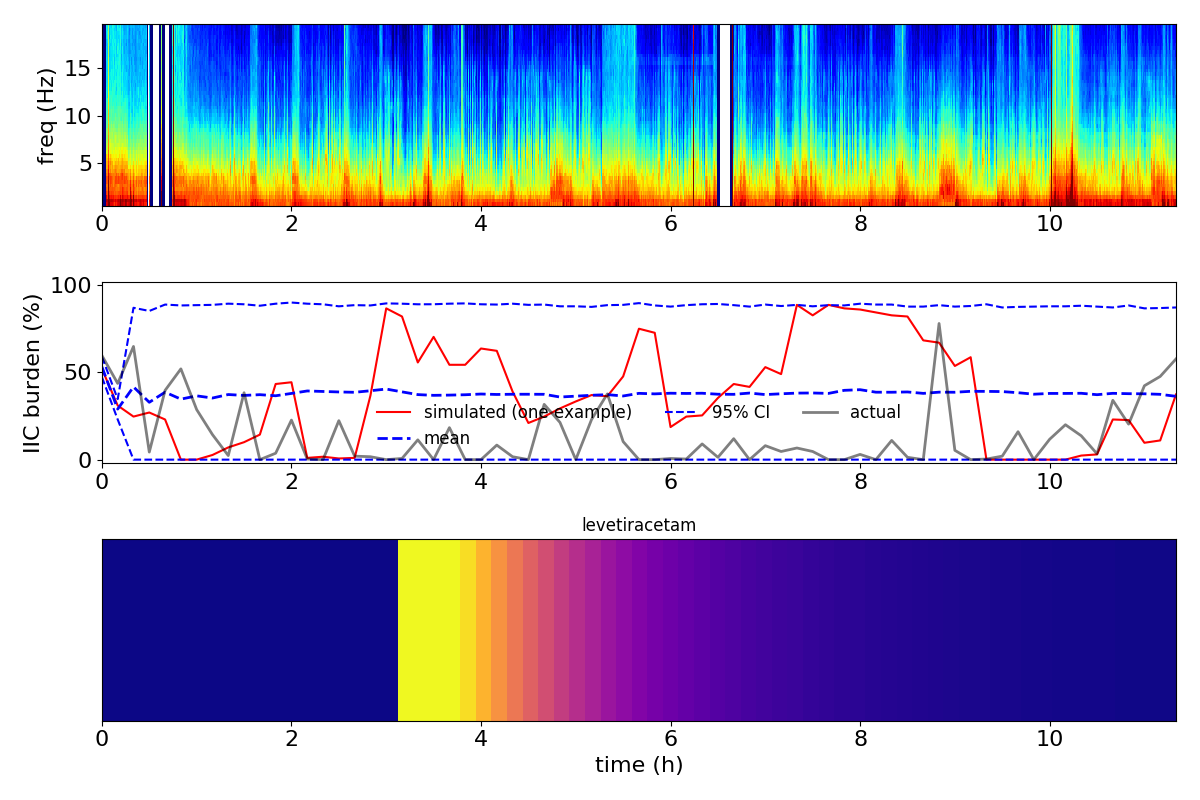 freq (Hz)
15
10
5
0 2 4 6 8 10
IIC burden (%)
100
50
0
simulated (one example) 95% CI actual
mean
0 2 4 6 8 10
levetiracetam
0 2 4 6 8 10
time (h)